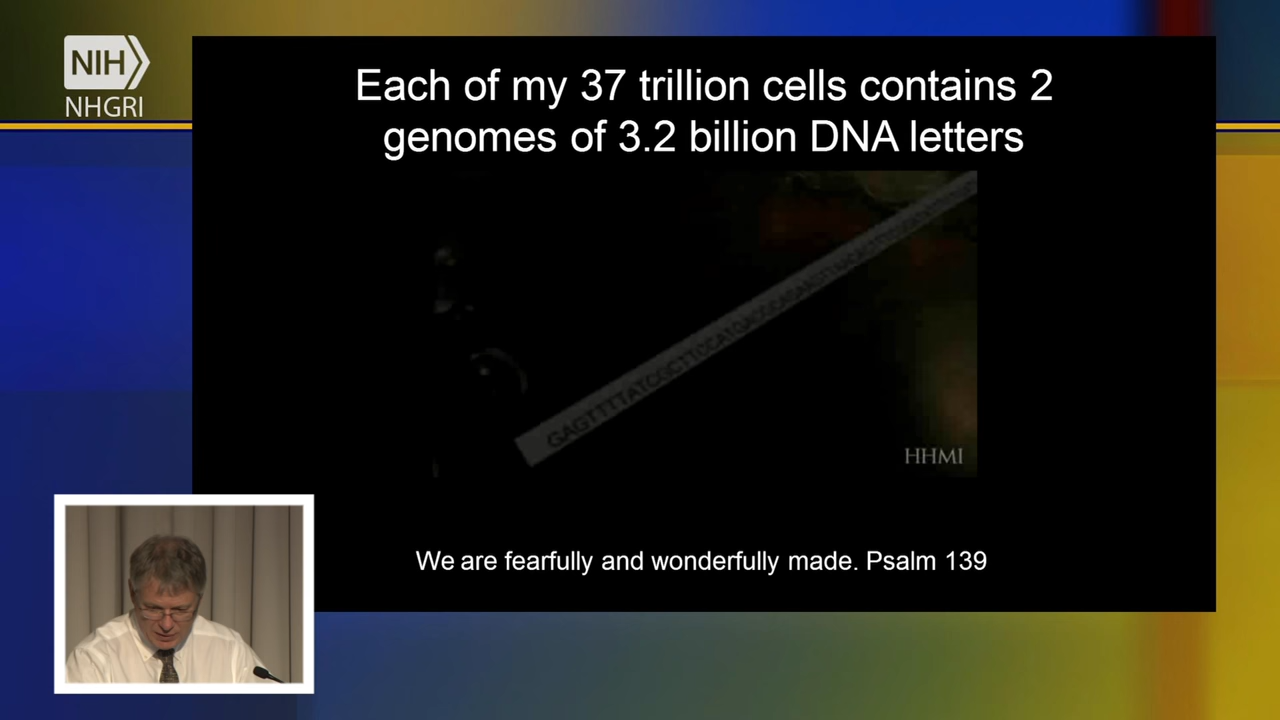 NIH
NHGRI
Each of my 37 trillion cells contains 2
genomes of 3.2 billion DNA letters
HHMI
We are fearfully and wonderfully made. Psalm 139